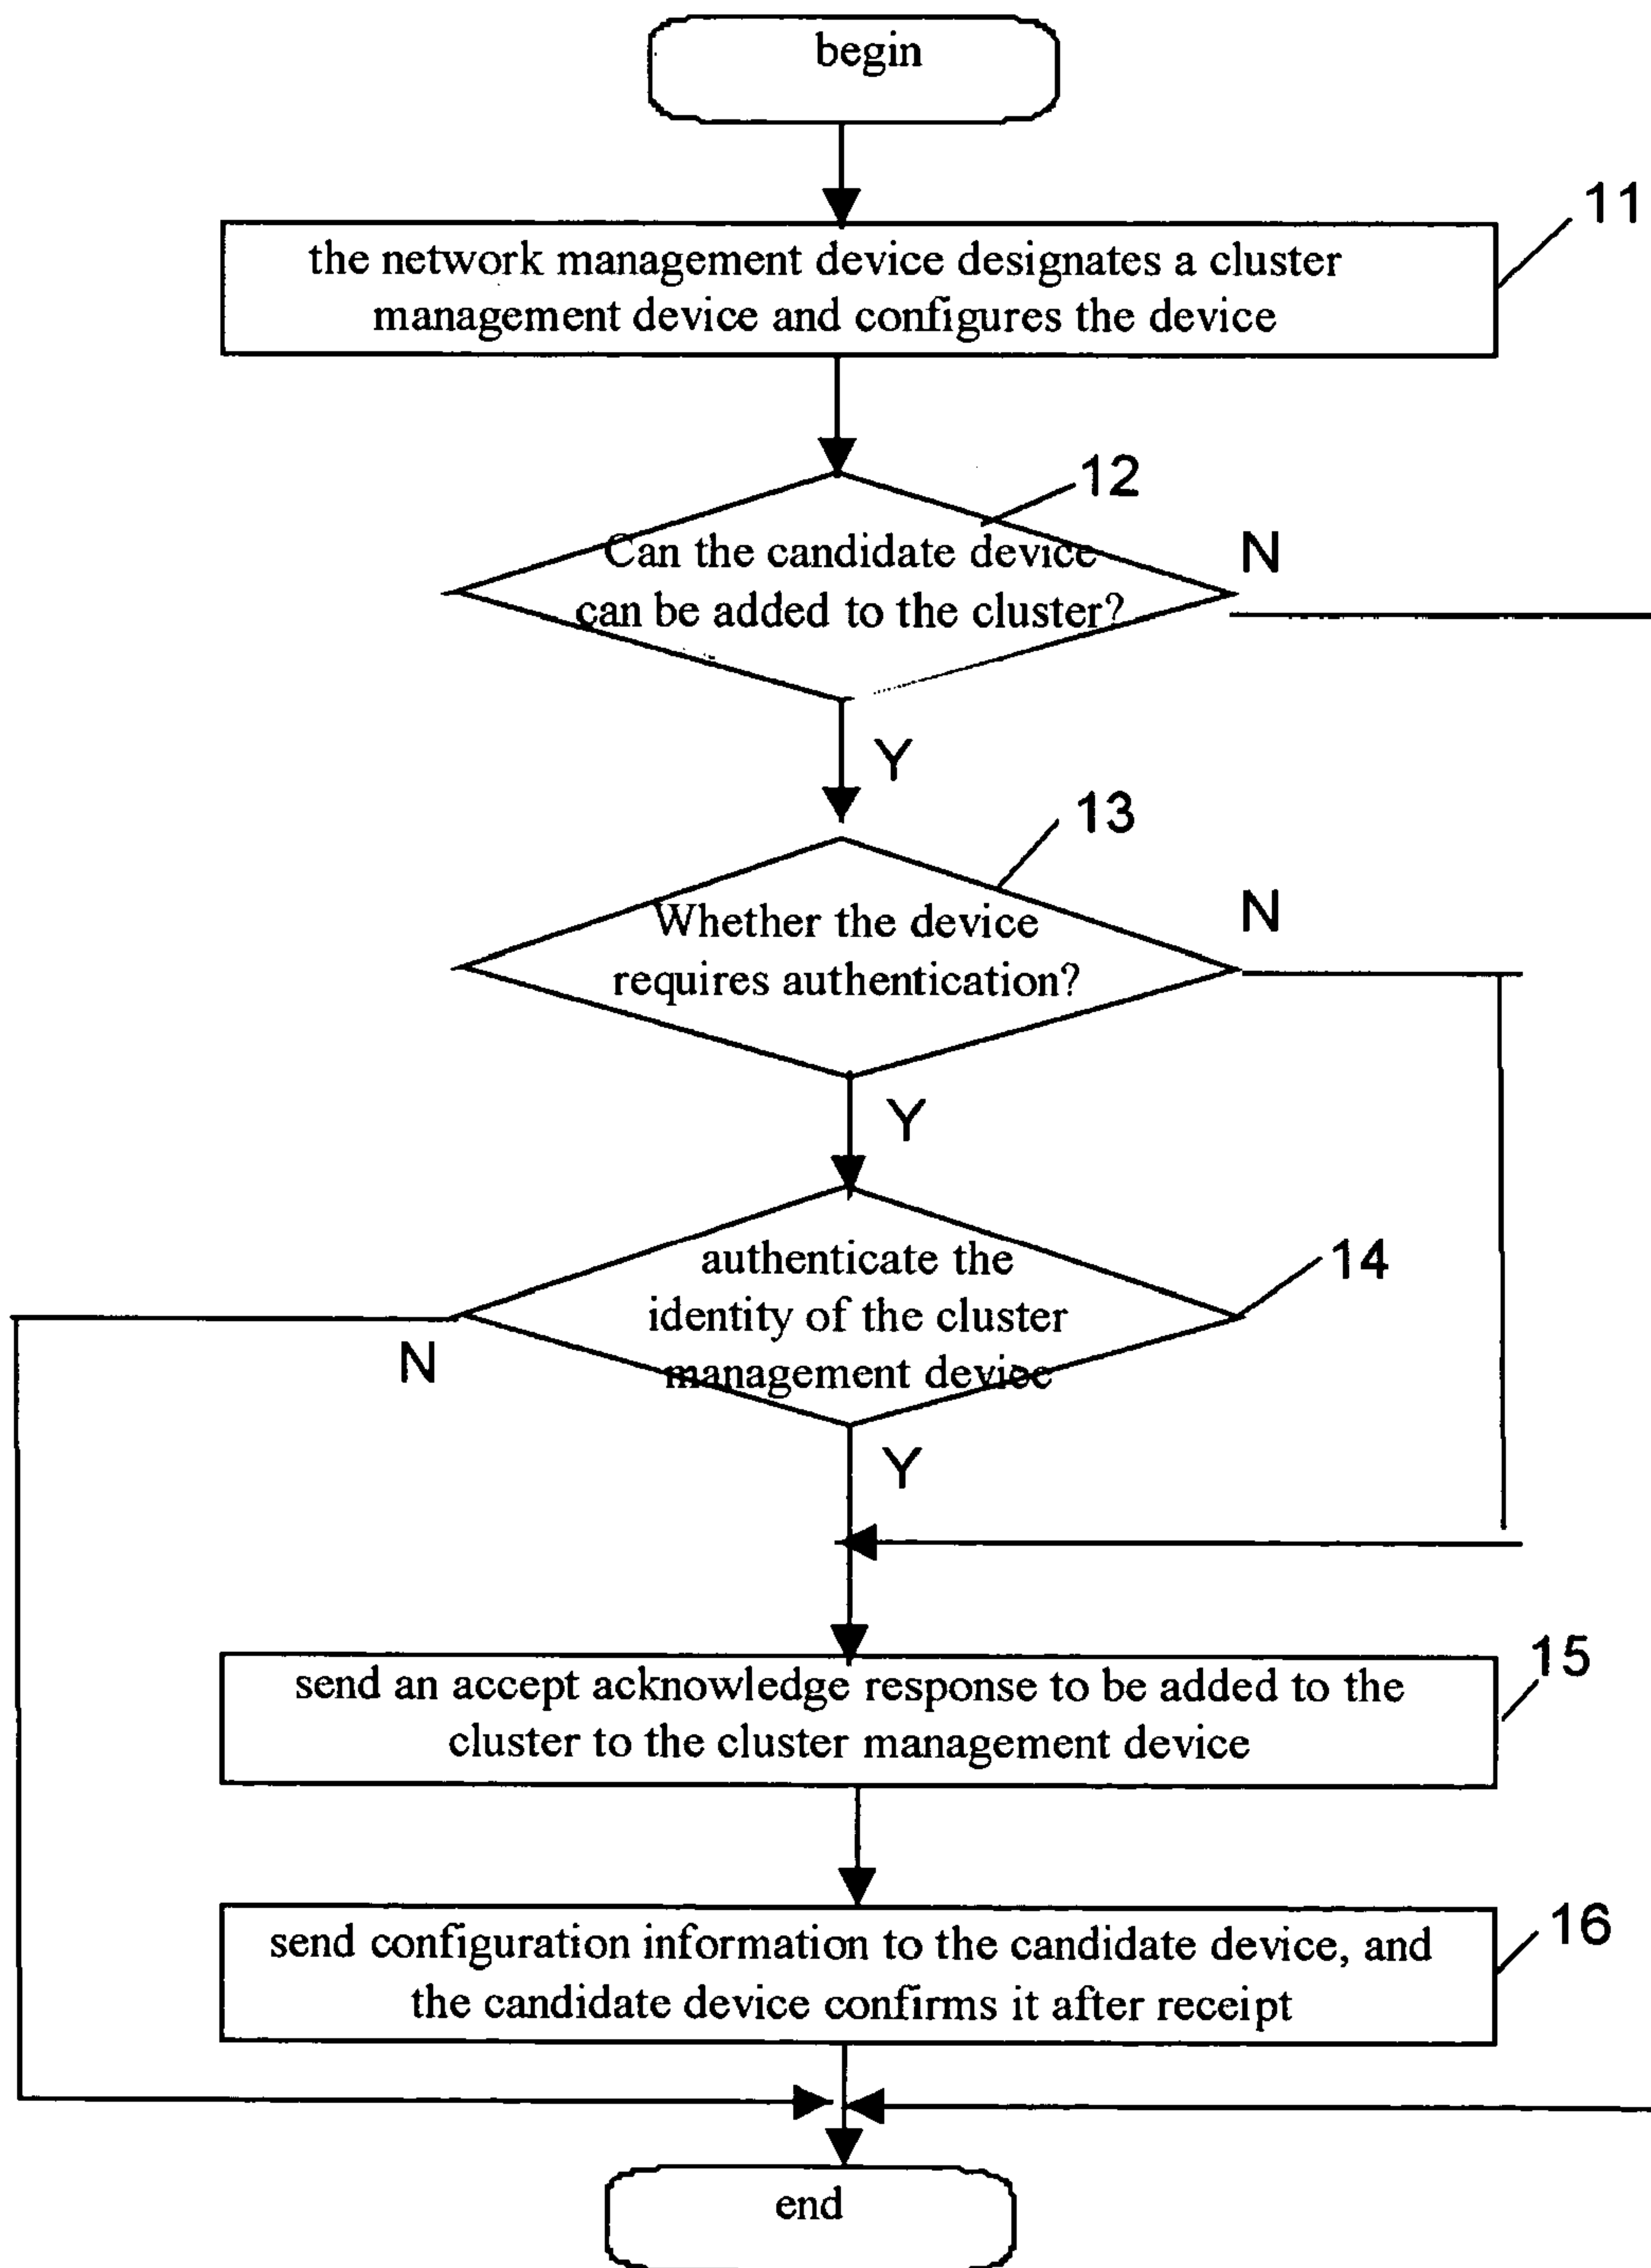 begin
11
the network management device designates a cluster
management device and configures the device
12
Can the candidate device
can be added to the cluster?
N
Y
13
Whether the device
requires authentication?
N
Y
14
authenticate the
identity of the cluster
management device
N
Y
15
send an accept acknowledge response to be added to the
cluster to the cluster management device
16
send configuration information to the candidate device, and
the candidate device confirms it after receipt
end